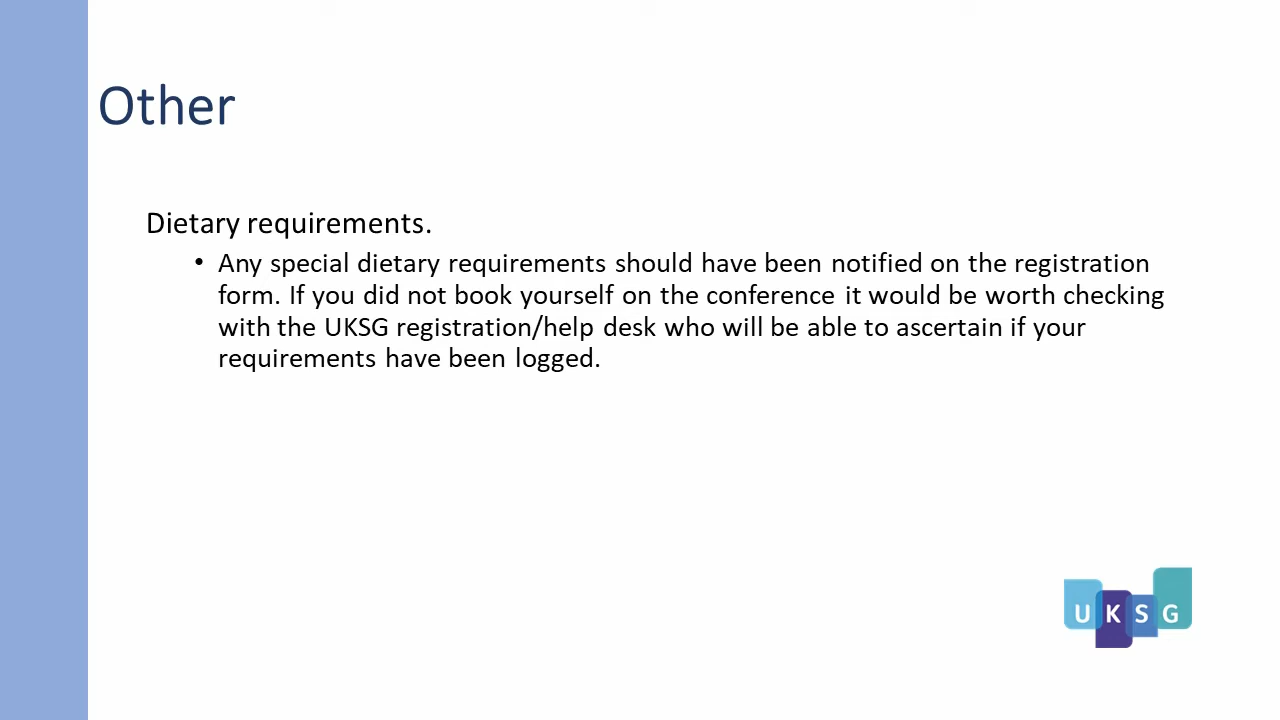 Other
Dietary requirements.
• Any special dietary requirements should have been notified on the registration
form. If you did not book yourself on the conference it would be worth checking
with the UKSG registration/help desk who will be able to ascertain if your
requirements have been logged.
UKSG